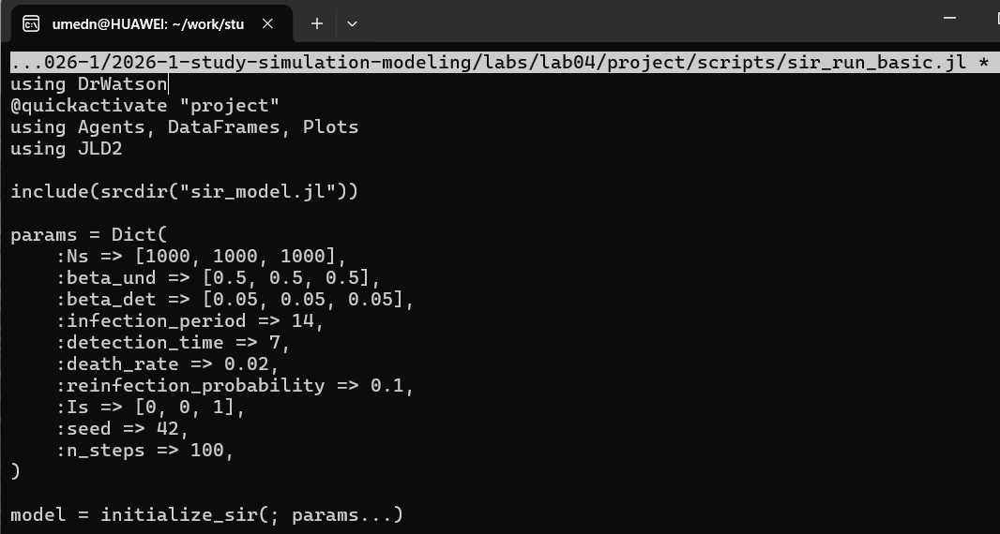 umedn@HUAWEI: ~/work/stu
...026-1/2026-1-study-simulation-modeling/labs/lab04/project/scripts/sir_run_basic.jl *
using DrWatson
@quickactivate "project"
using Agents, DataFrames, Plots
using JLD2
include(srcdir("sir_model.jl"))
params = Dict(
    :Ns => [1000, 1000, 1000],
    :beta_und => [0.5, 0.5, 0.5],
    :beta_det => [0.05, 0.05, 0.05],
    :infection_period => 14,
    :detection_time => 7,
    :death_rate => 0.02,
    :reinfection_probability => 0.1,
    :Is => [0, 0, 1],
    :seed => 42,
    :n_steps => 100,
)
model = initialize_sir(; params...)